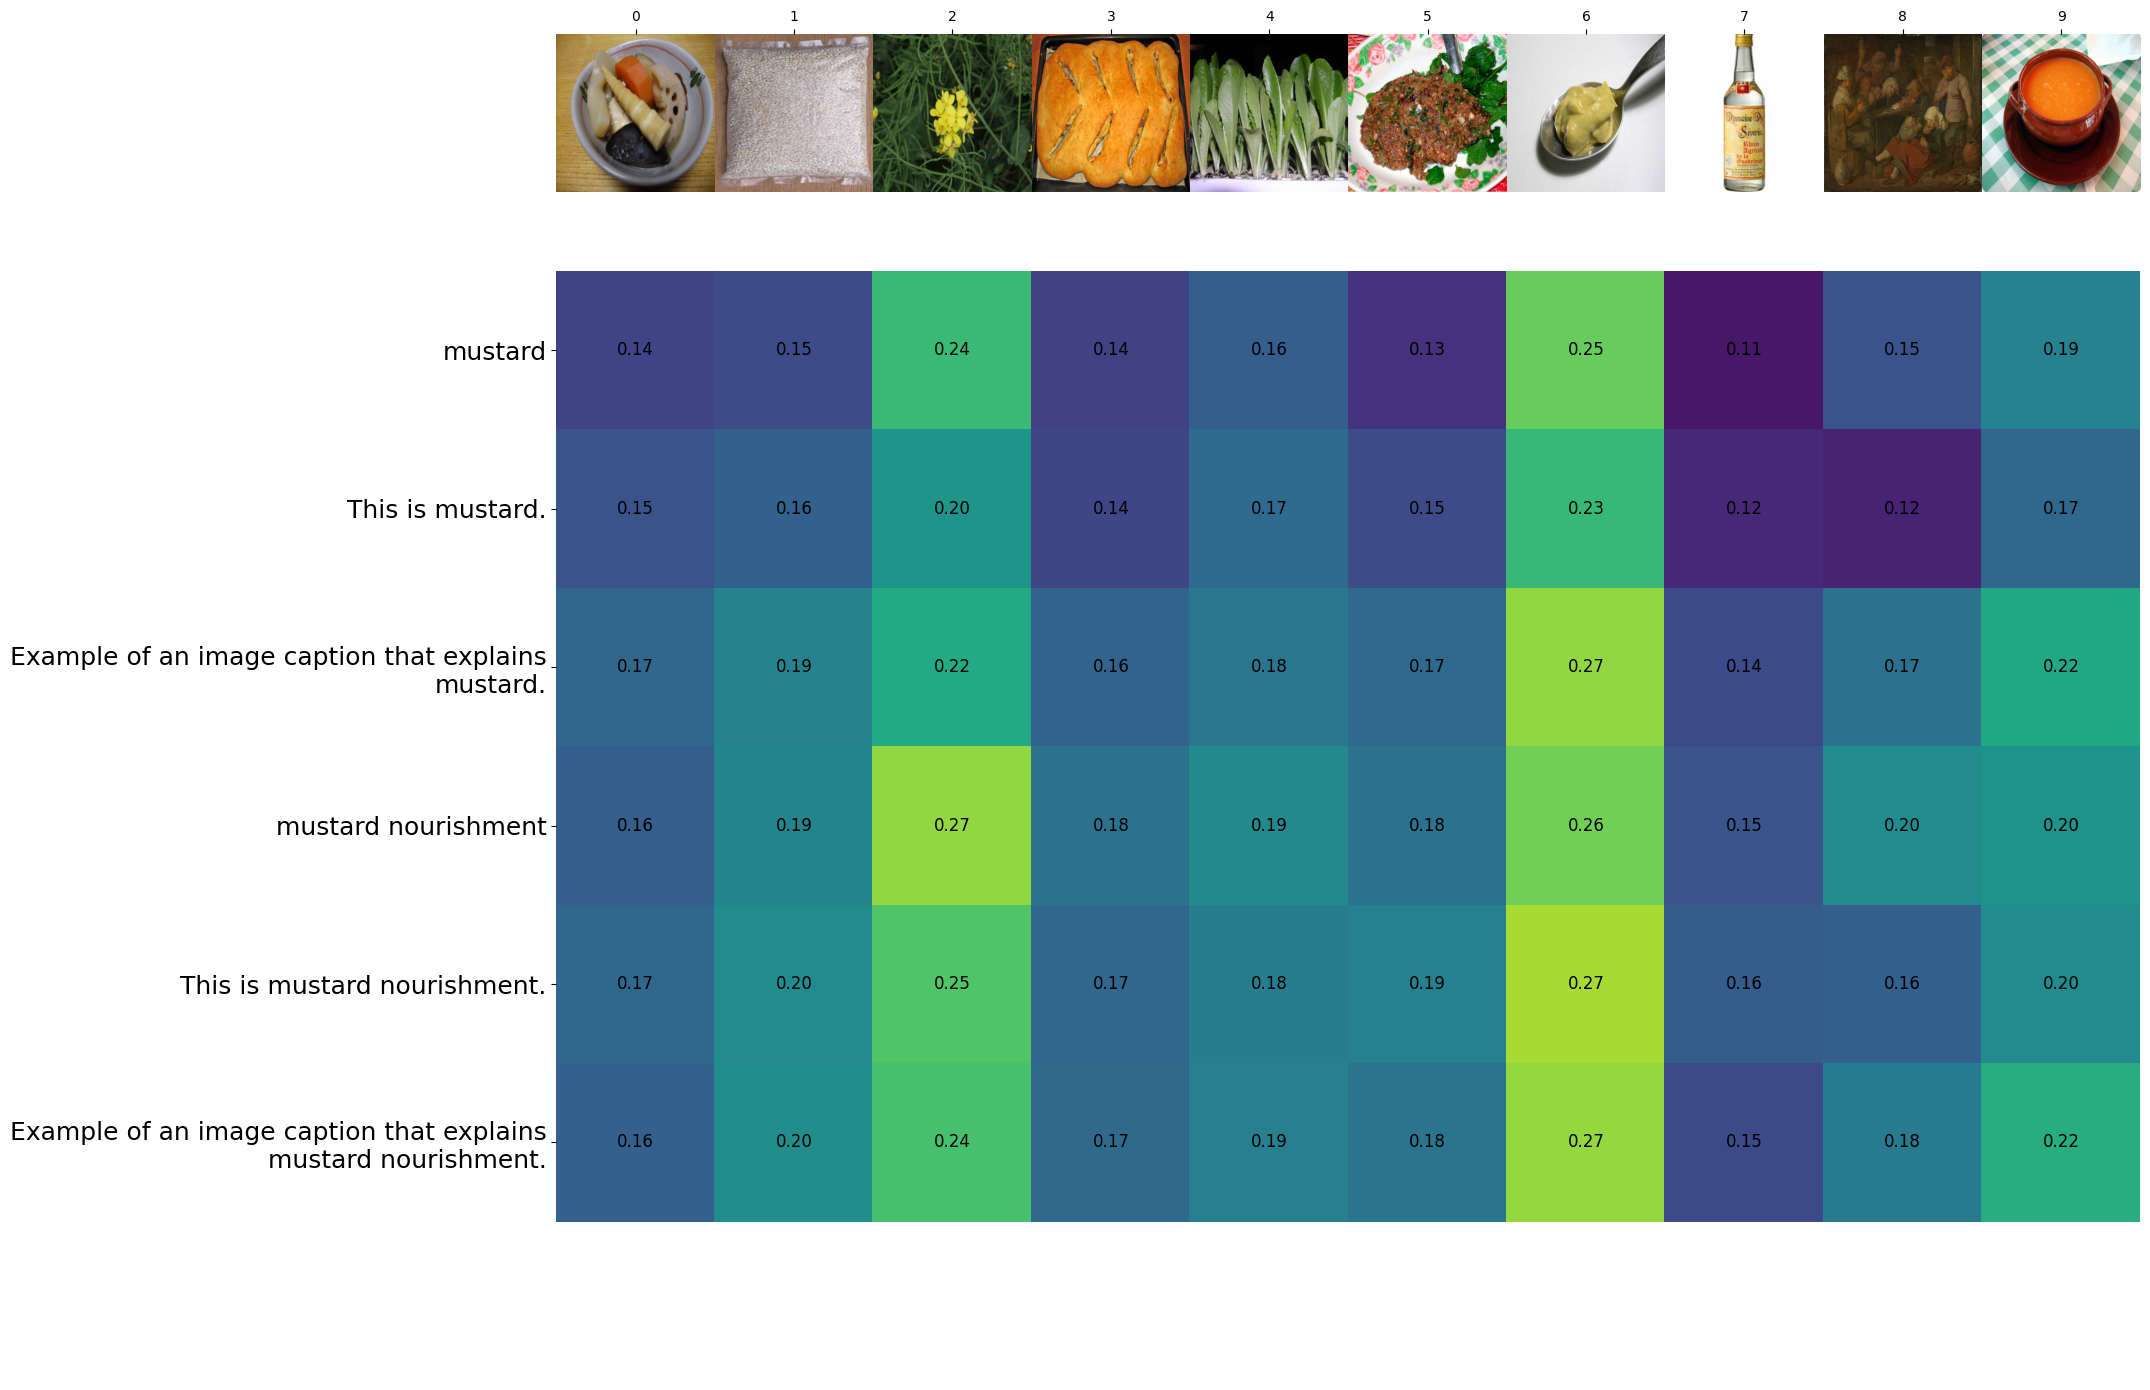 0 1 2 3 4 5 6 7 8 9
Severin
Rhum
Agricole
de la
Guadeloupe
mustard 0.14 0.15 0.24 0.14 0.16 0.13 0.25 0.11 0.15 0.19
This is mustard. 0.15 0.16 0.20 0.14 0.17 0.15 0.23 0.12 0.12 0.17
Example of an image caption that explains
mustard. 0.17 0.19 0.22 0.16 0.18 0.17 0.27 0.14 0.17 0.22
mustard nourishment 0.16 0.19 0.27 0.18 0.19 0.18 0.26 0.15 0.20 0.20
This is mustard nourishment. 0.17 0.20 0.25 0.17 0.18 0.19 0.27 0.16 0.16 0.20
Example of an image caption that explains
mustard nourishment. 0.16 0.20 0.24 0.17 0.19 0.18 0.27 0.15 0.18 0.22